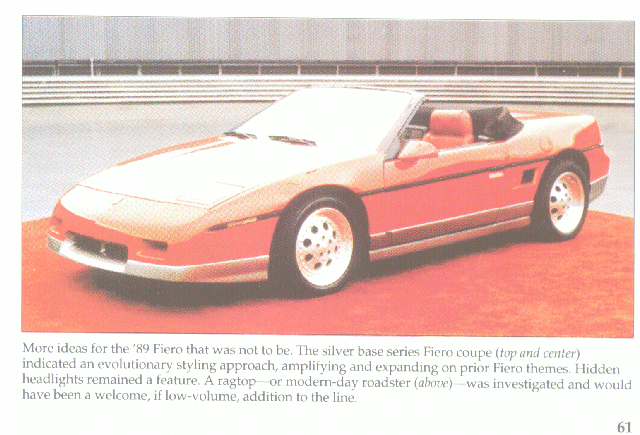 More ideas for the '89 Fiero that was not to be. The silver base series Fiero coupe (top and center)
indicated an evolutionary styling approach, amplifying and expanding on prior Fiero themes. Hidden
headlights remained a feature. A ragtop—or modern-day roadster (above)—was investigated and would
have been a welcome, if low-volume, addition to the line.
61